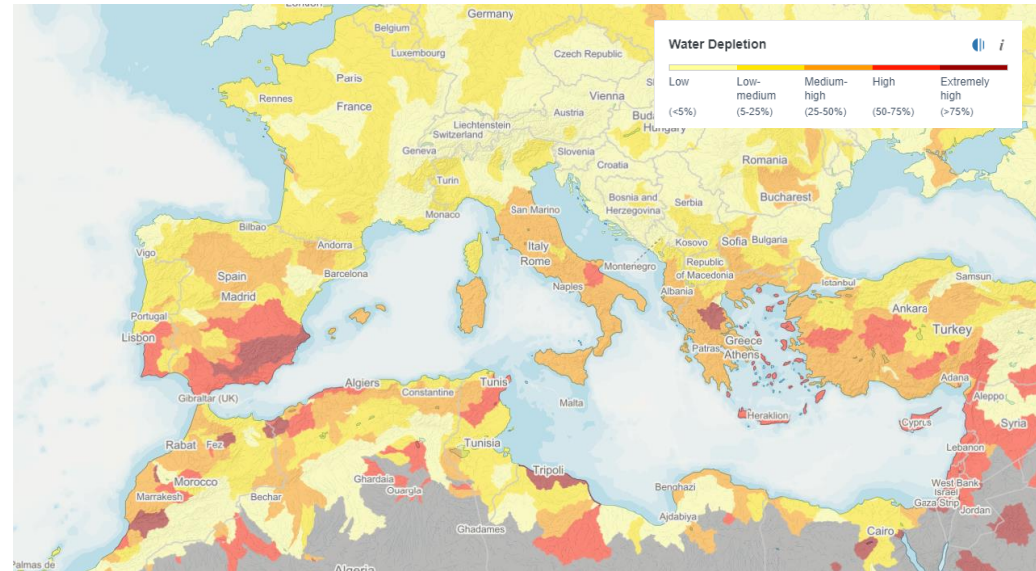 London
Germany
Belgium
Luxembourg
Czech Republic
Paris
Rennes
France
Vienna
Austria
Liechtenstein
Switzerland
Hungary
Geneva
Slovenia
Croatia
Turin
Romania
Bucharest
Bosnia and
Herzegovina
Serbia
Monaco
San Marino
Bilbao
Vigo
Andorra
Italy
Rome
Kosovo
Sofia
Bulgaria
Montenegro
Republic
of Macedonia
Spain
Madrid
Barcelona
Naples
Albania
Istanbul
Samsun
Ankara
Turkey
Portugal
Lisbon
Patras
Greece
Athens
Adana
Aleppo
Gibraltar (UK)
Algiers
Constantine
Tunis
Malta
Heraklion
Cyprus
Syria
Rabat
Fez
Tunisia
Lebanon
Morocco
Marrakesh
Bechar
Ghardaia
Ouargla
Tripoli
Benghazi
Ajdabiya
West Bank
Israel
Gaza Strip
Jordan
Cairo
Ghadames
Palmas de
Algeria
Water Depletion
i
Low
Low-
medium
Medium-
high
High
Extremely
high
(<5%)
(5-25%)
(25-50%)
(50-75%)
(>75%)